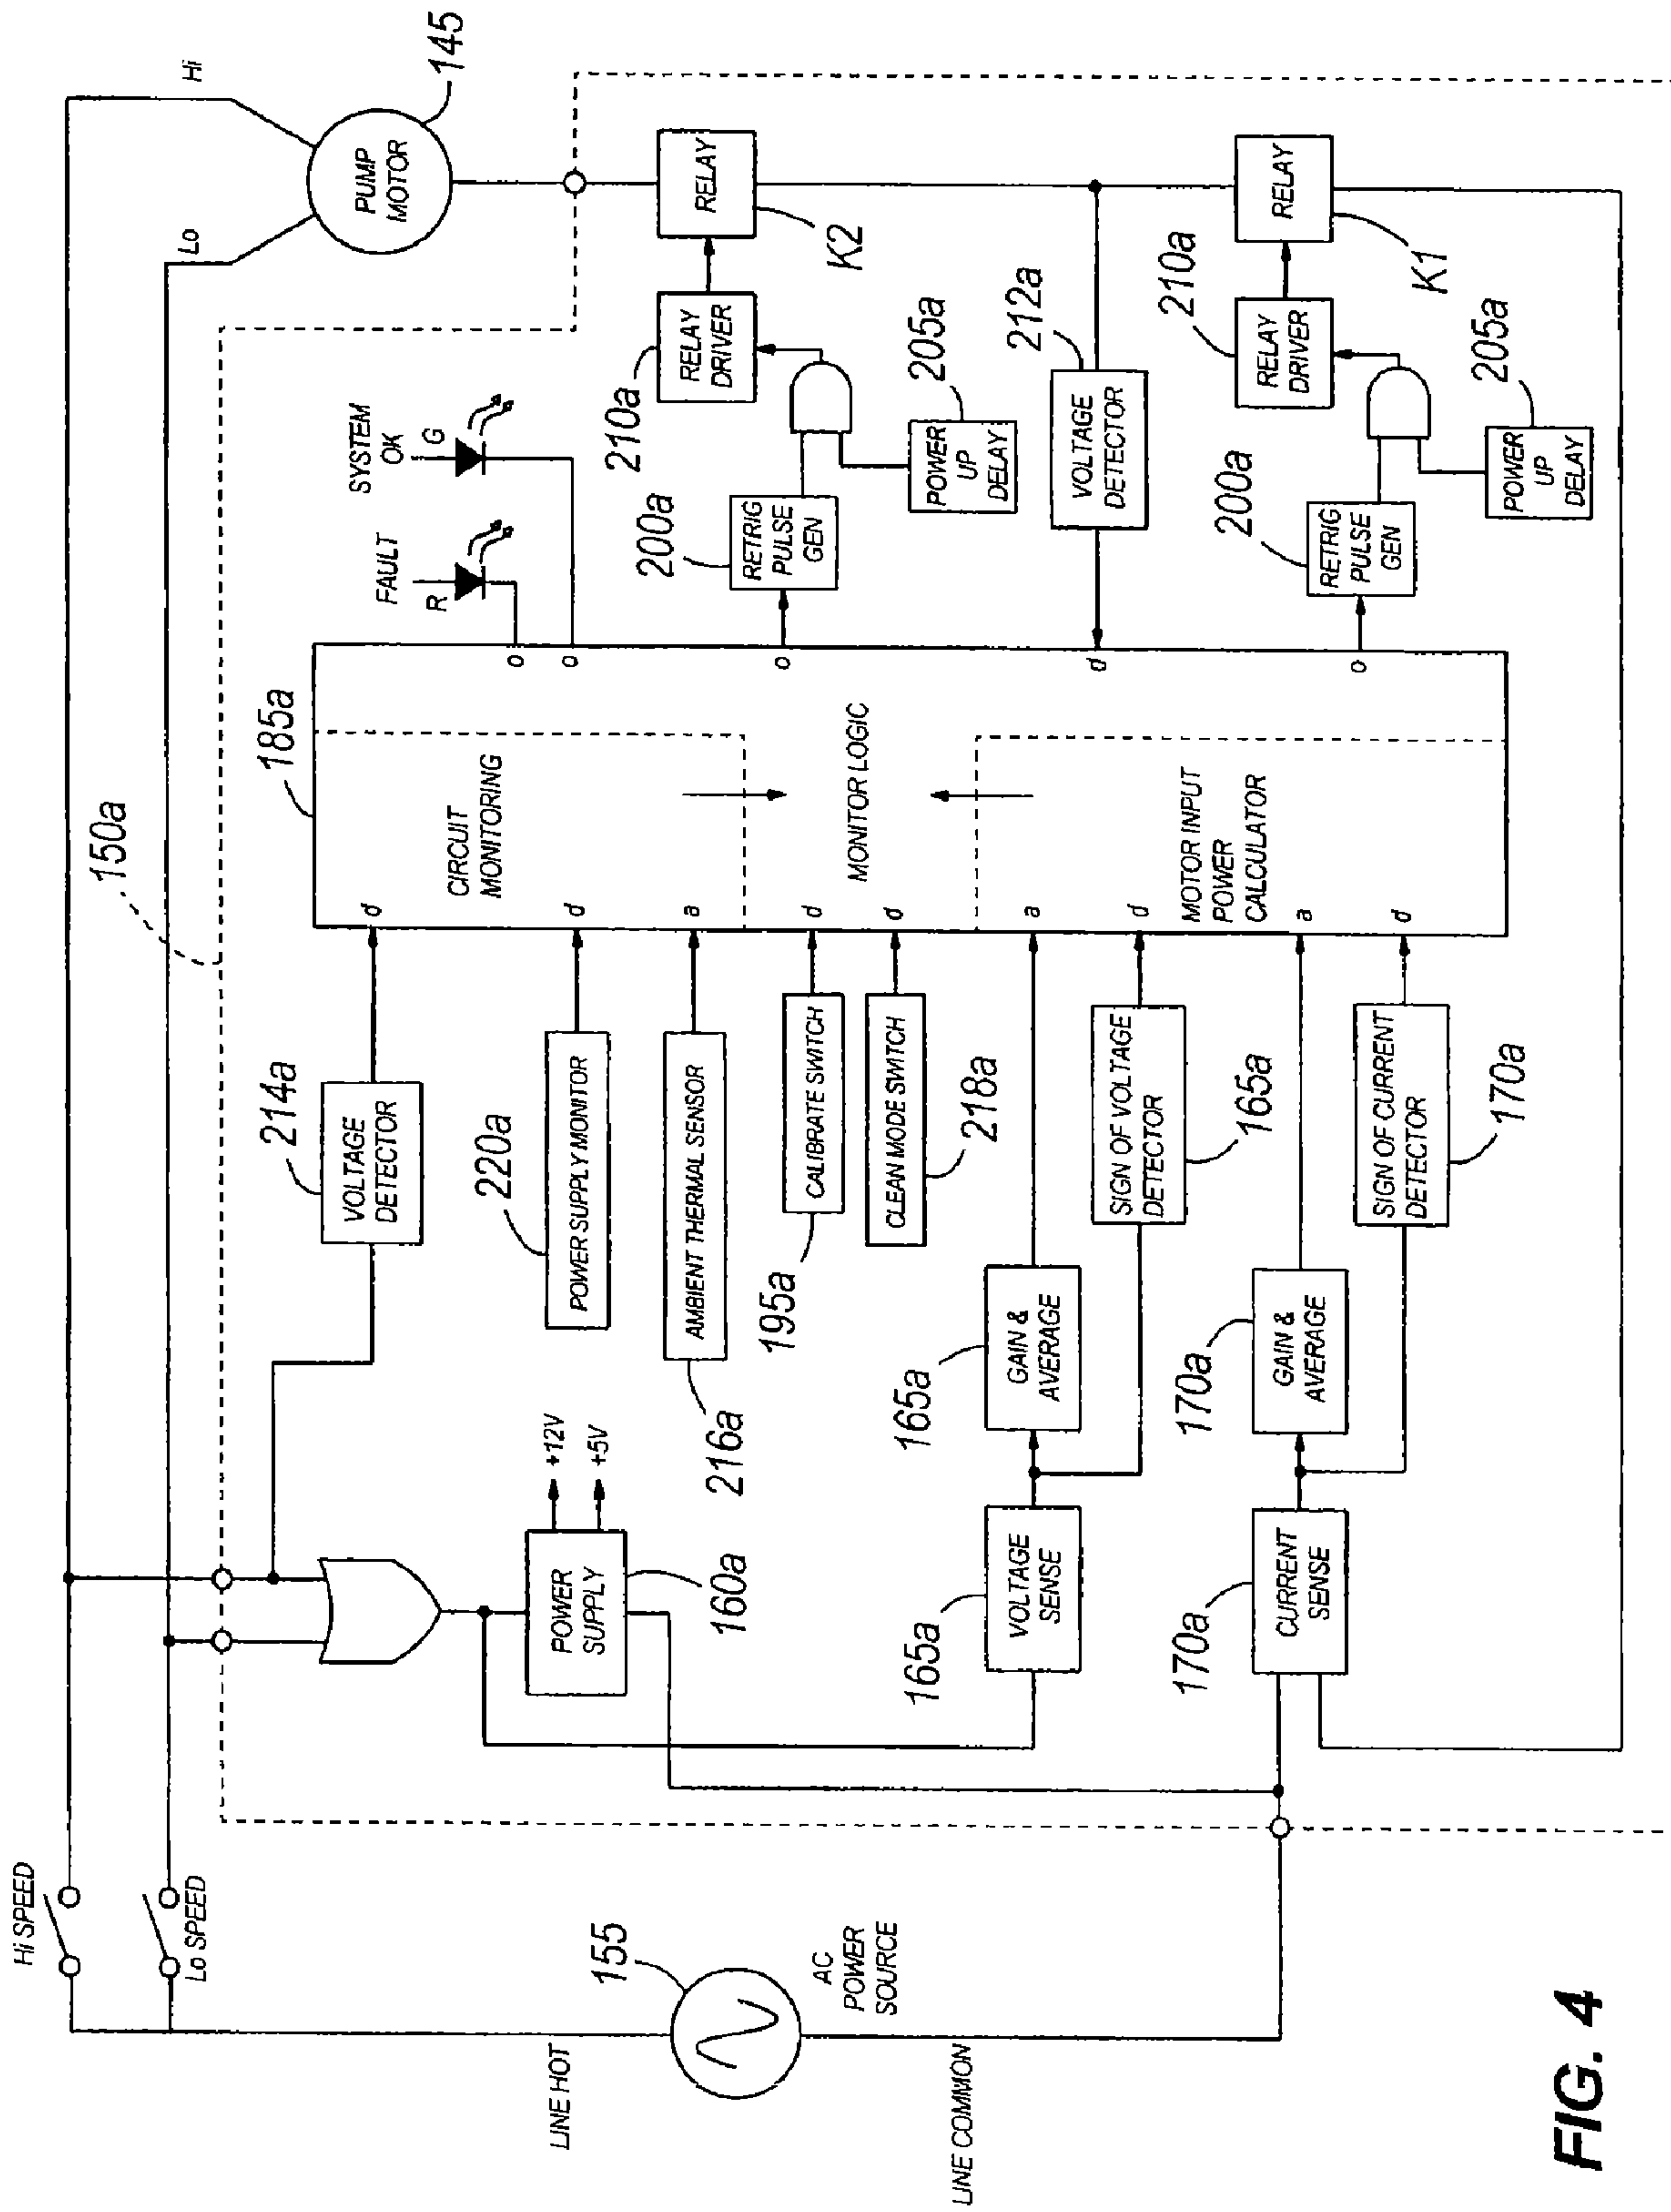 Hi SPEED
Lo SPEED
LINE HOT
155
AC
POWER
SOURCE
LINE COMMON
150a
Hi
Lo
PUMP
MOTOR
145
214a
VOLTAGE
DETECTOR
POWER
SUPPLY
+12V
+5V
160a
220a
POWER SUPPLY MONITOR
AMBIENT THERMAL SENSOR
216a
CALIBRATE SWITCH
195a
CLEAN MODE SWITCH
218a
165a
VOLTAGE
SENSE
165a
GAIN &
AVERAGE
SIGN OF VOLTAGE
DETECTOR
165a
170a
CURRENT
SENSE
170a
GAIN &
AVERAGE
SIGN OF CURRENT
DETECTOR
170a
185a
d
CIRCUIT
MONITORING
d
a
d
MONITOR LOGIC
d
a
d
MOTOR INPUT
POWER
CALCULATOR
a
d
o
o
o
d
o
FAULT
R
SYSTEM
OK
G
200a
RETRIG
PULSE
GEN
210a
RELAY
DRIVER
RELAY
K2
POWER
UP
DELAY
205a
VOLTAGE
DETECTOR
212a
200a
RETRIG
PULSE
GEN
210a
RELAY
DRIVER
RELAY
K1
POWER
UP
DELAY
205a
FIG. 4